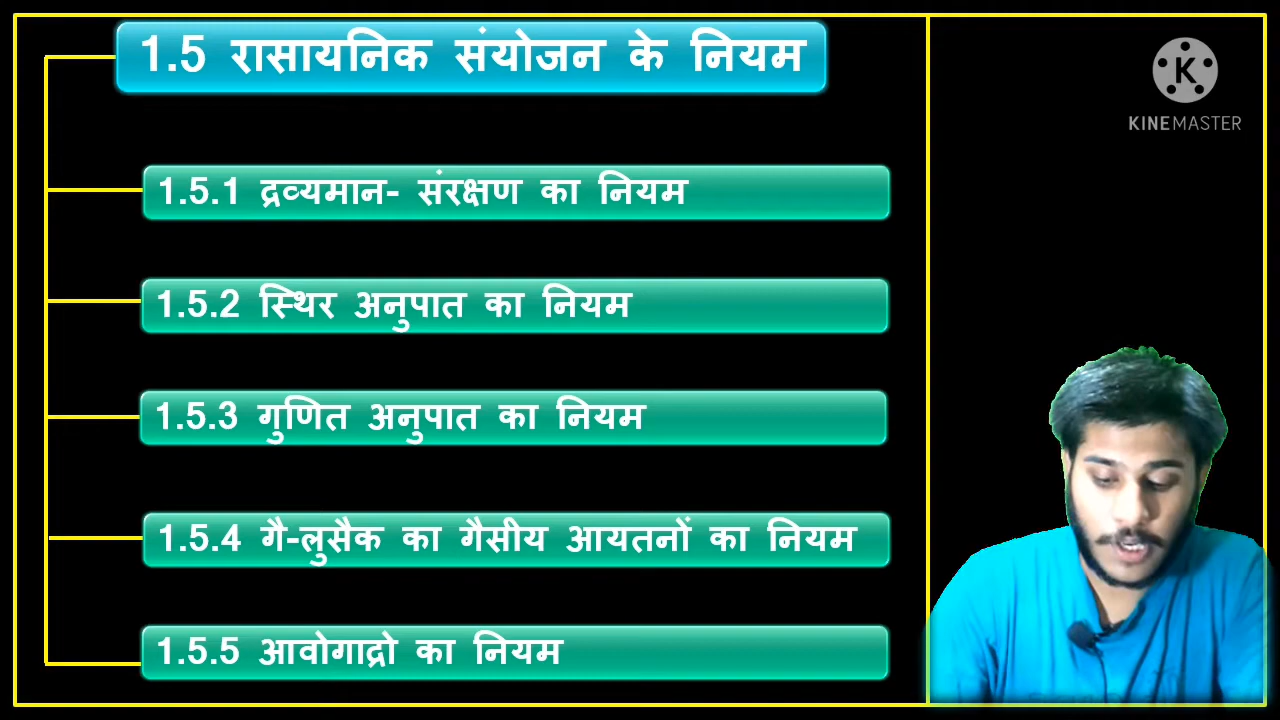 1.5 रासायनिक संयोजन के नियम
KINEMASTER
1.5.1 द्रव्यमान- संरक्षण का नियम
1.5.2 स्थिर अनुपात का नियम
1.5.3 गुणित अनुपात का नियम
1.5.4 गै-लुसैक का गैसीय आयतनों का नियम
1.5.5 आवोगाद्रो का नियम